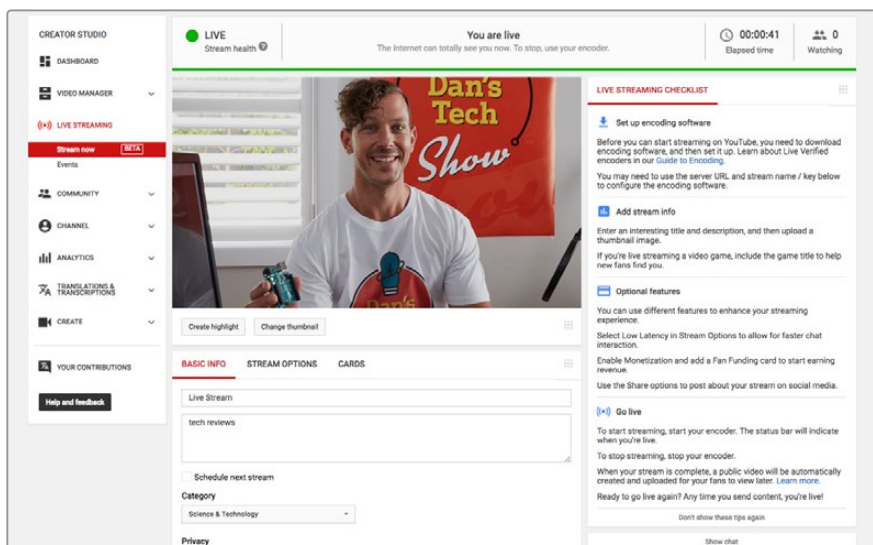 CREATOR STUDIO
DASHBOARD
VIDEO MANAGER
LIVE STREAMING
Stream now BETA
Events
COMMUNITY
CHANNEL
ANALYTICS
TRANSLATIONS &
TRANSCRIPTIONS
CREATE
YOUR CONTRIBUTIONS
Help and feedback
LIVE
Stream health ?
You are live
The Internet can totally see you now. To stop, use your encoder.
00:00:41
Elapsed time
0
Watching
Dan's
Tech
Show
Dan's
Create highlight
Change thumbnail
BASIC INFO STREAM OPTIONS CARDS
Live Stream
tech reviews
Schedule next stream
Category
Science & Technology
Privacy
LIVE STREAMING CHECKLIST
Set up encoding software
Before you can start streaming on YouTube, you need to download
encoding software, and then set it up. Learn about Live Verified
encoders in our Guide to Encoding.
You may need to use the server URL and stream name / key below
to configure the encoding software.
Add stream info
Enter an interesting title and description, and then upload a
thumbnail image.
If you're live streaming a video game, include the game title to help
new fans find you.
Optional features
You can use different features to enhance your streaming
experience.
Select Low Latency in Stream Options to allow for faster chat
interaction.
Enable Monetization and add a Fan Funding card to start earning
revenue.
Use the Share options to post about your stream on social media.
Go live
To start streaming, start your encoder. The status bar will indicate
when you're live.
To stop streaming, stop your encoder.
When your stream is complete, a public video will be automatically
created and uploaded for your fans to view later. Learn more.
Ready to go live again? Any time you send content, you're live!
Don't show these tips again
Show chat